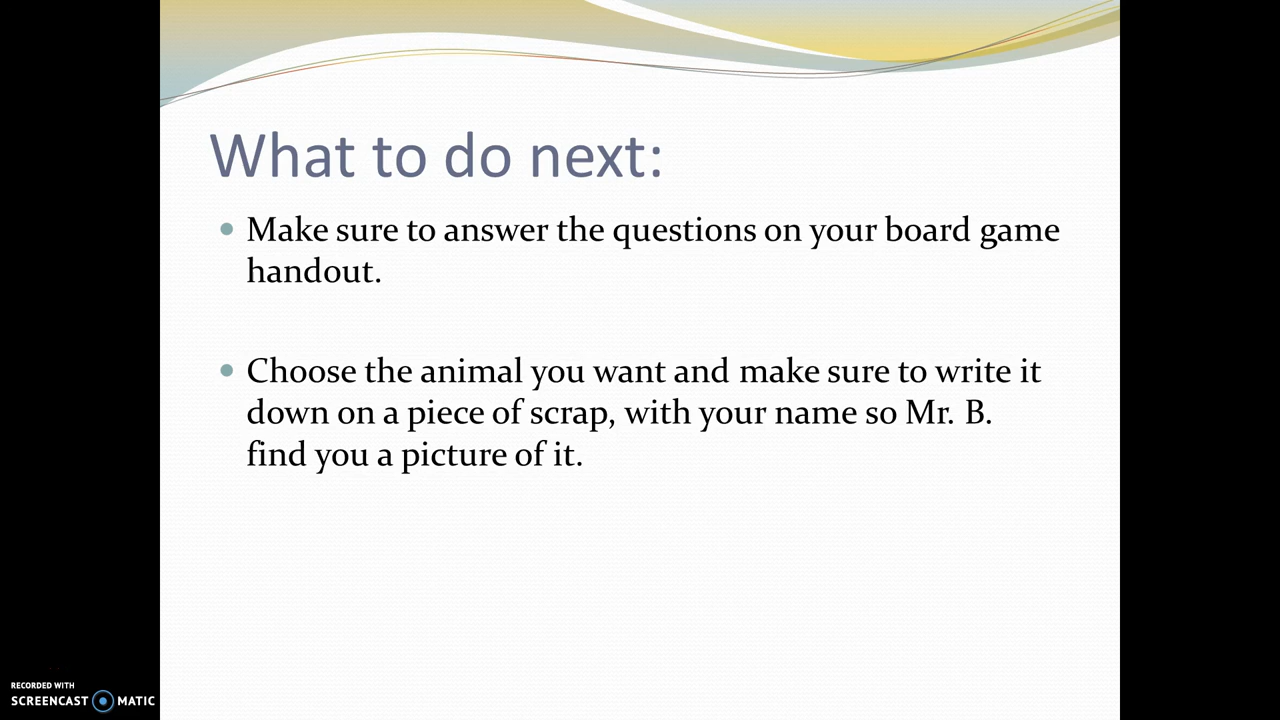 What to do next:
Make sure to answer the questions on your board game
handout.
Choose the animal you want and make sure to write it
down on a piece of scrap, with your name so Mr. B.
find you a picture of it.
RECORDED WITH
SCREENCAST MATIC